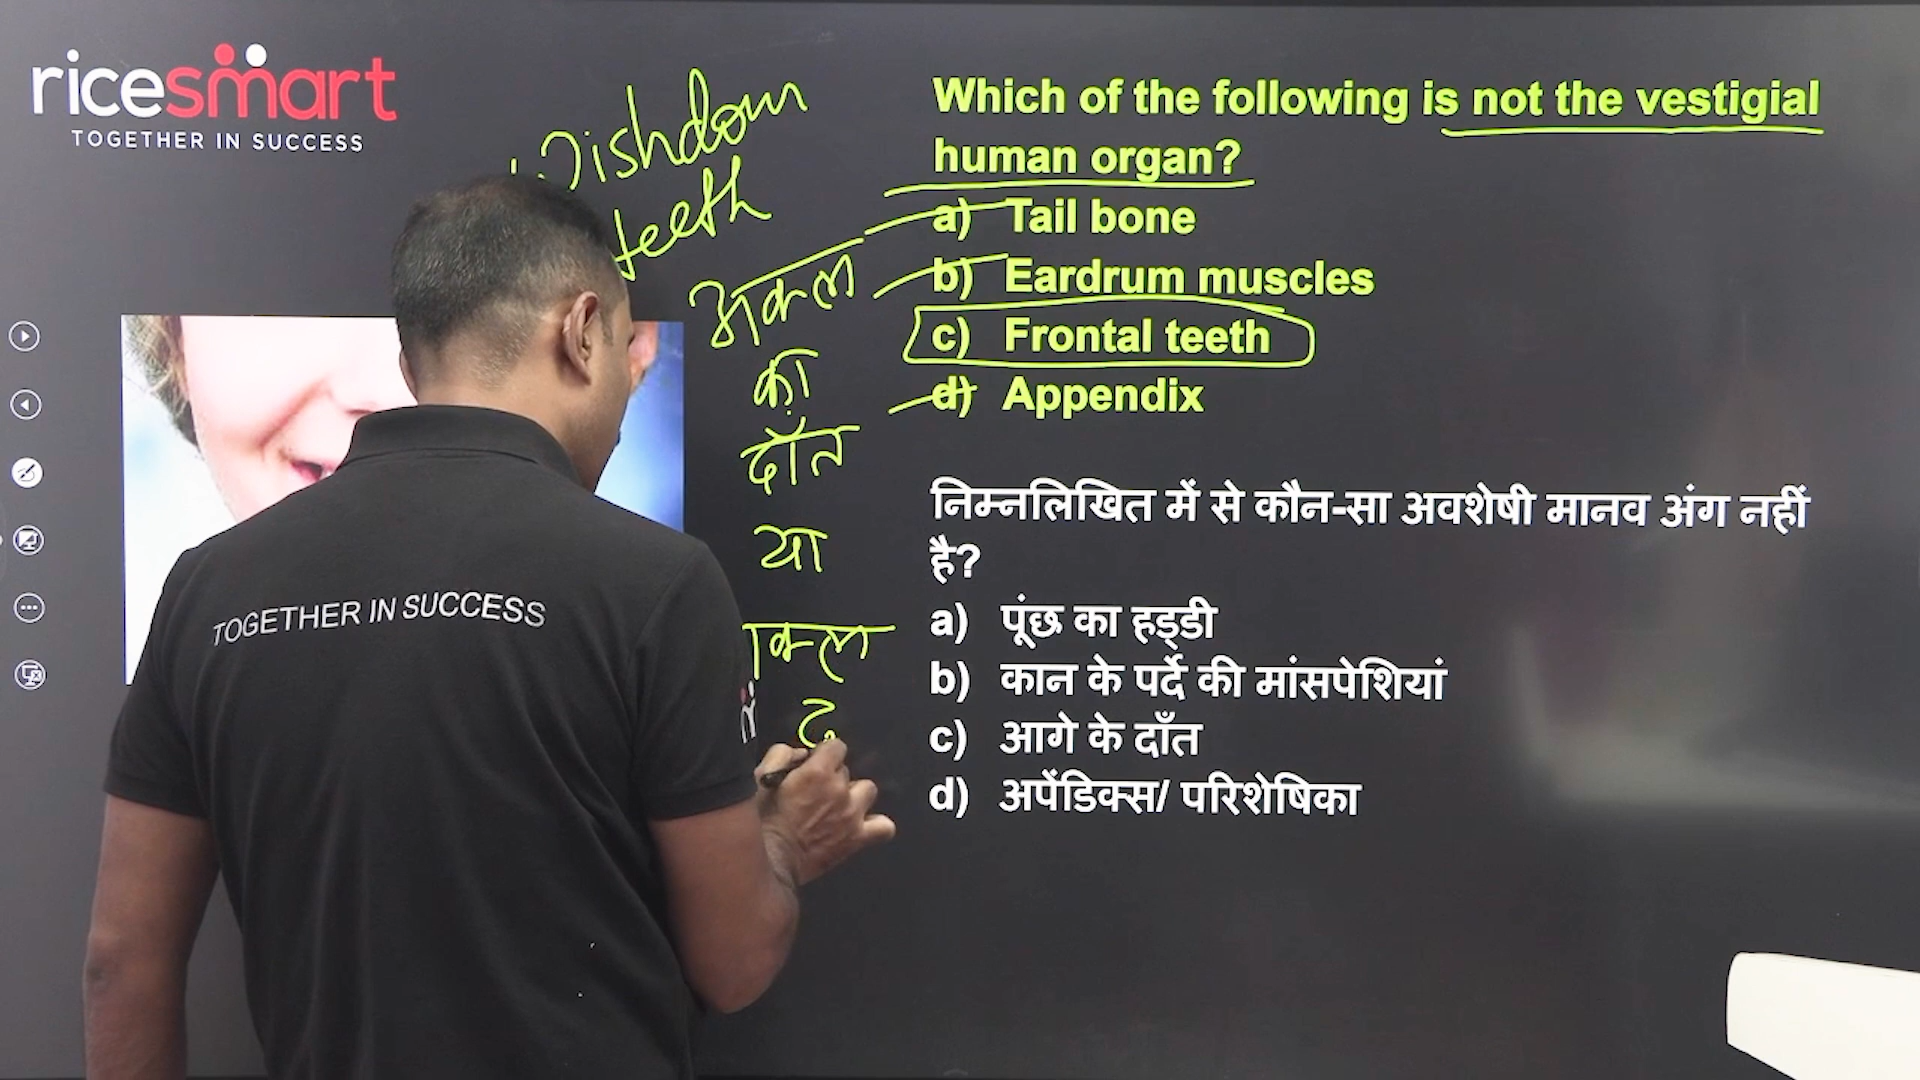 ricesmart
TOGETHER IN SUCCESS
Wishdom
teeth
अकल
का
दाँत
या
अक्ल
द
Which of the following is not the vestigial
human organ?
a) Tail bone
b) Eardrum muscles
c) Frontal teeth
d) Appendix
निम्नलिखित में से कौन-सा अवशेषी मानव अंग नहीं
है?
a) पूंछ का हड्डी
b) कान के पर्दे की मांसपेशियां
c) आगे के दाँत
d) अपेंडिक्स/ परिशेषिका
TOGETHER IN SUCCESS